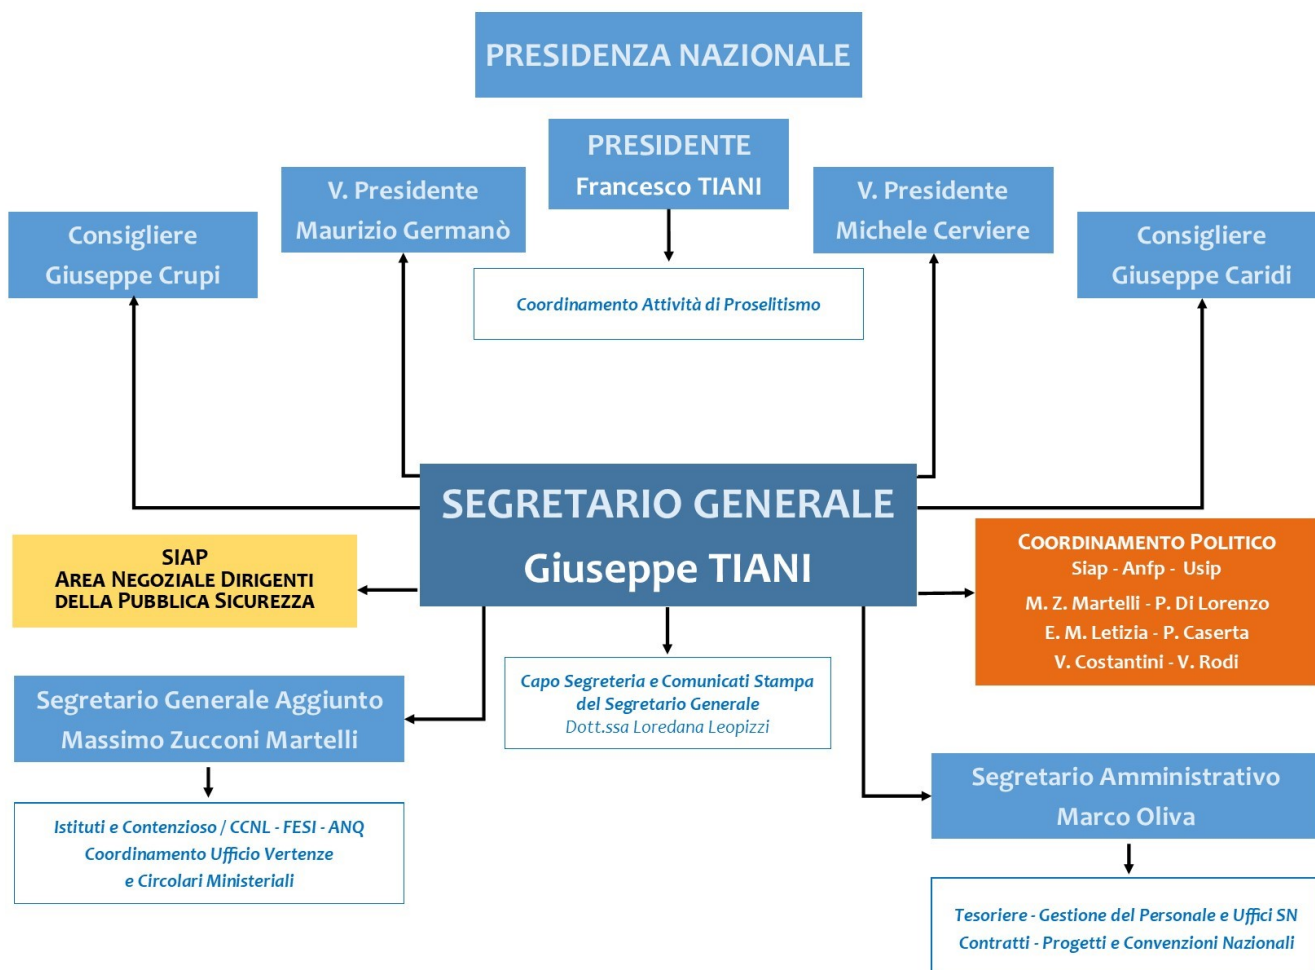 PRESIDENZA NAZIONALE
PRESIDENTE
Francesco TIANI
V. Presidente
Maurizio Germanò
V. Presidente
Michele Cerviere
Consigliere
Giuseppe Crupi
Consigliere
Giuseppe Caridi
Coordinamento Attività di Proselitismo
SEGRETARIO GENERALE
Giuseppe TIANI
SIAP
AREA NEGOZIALE DIRIGENTI
DELLA PUBBLICA SICUREZZA
COORDINAMENTO POLITICO
Siap - Anfp - Usip
M. Z. Martelli - P. Di Lorenzo
E. M. Letizia - P. Caserta
V. Costantini - V. Rodi
Capo Segreteria e Comunicati Stampa
del Segretario Generale
Dott.ssa Loredana Leopizzi
Segretario Generale Aggiunto
Massimo Zucconi Martelli
Istituti e Contenzioso / CCNL - FESI - ANQ
Coordinamento Ufficio Vertenze
e Circolari Ministeriali
Segretario Amministrativo
Marco Oliva
Tesoriere - Gestione del Personale e Uffici SN
Contratti - Progetti e Convenzioni Nazionali